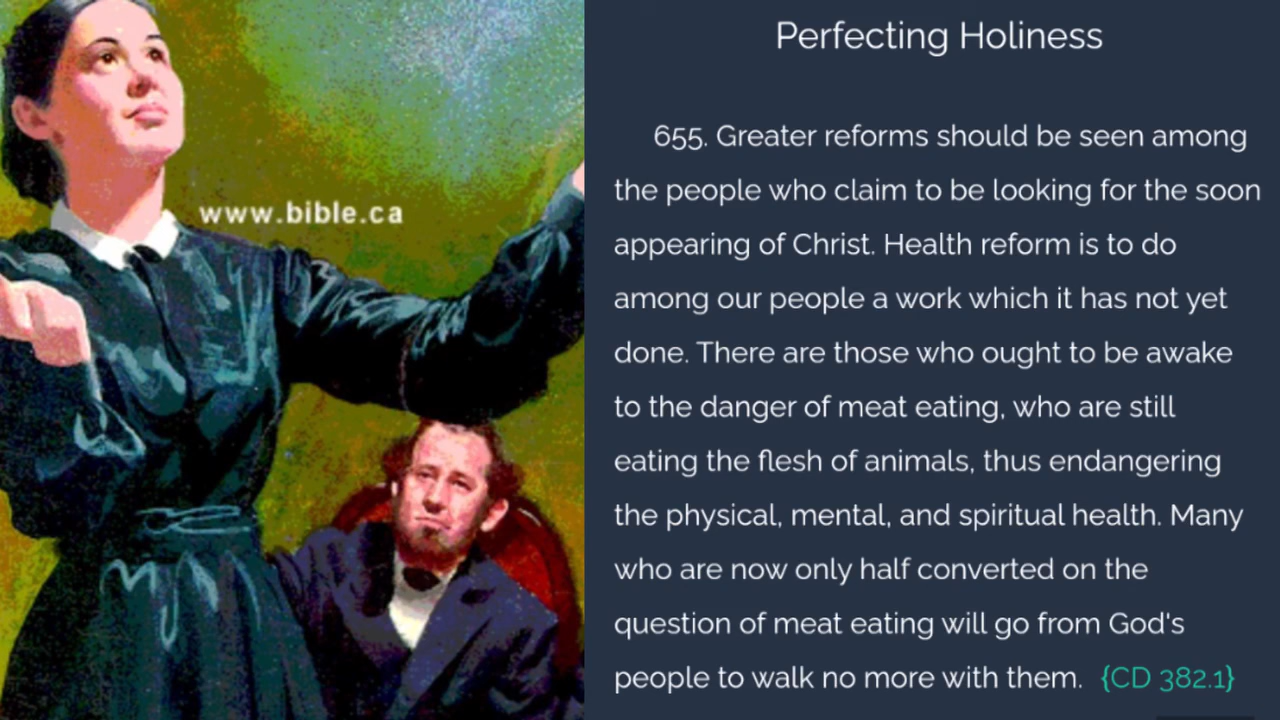 www.bible.ca
Perfecting Holiness
655. Greater reforms should be seen among
the people who claim to be looking for the soon
appearing of Christ. Health reform is to do
among our people a work which it has not yet
done. There are those who ought to be awake
to the danger of meat eating, who are still
eating the flesh of animals, thus endangering
the physical, mental, and spiritual health. Many
who are now only half converted on the
question of meat eating will go from God's
people to walk no more with them. {CD 382.1}